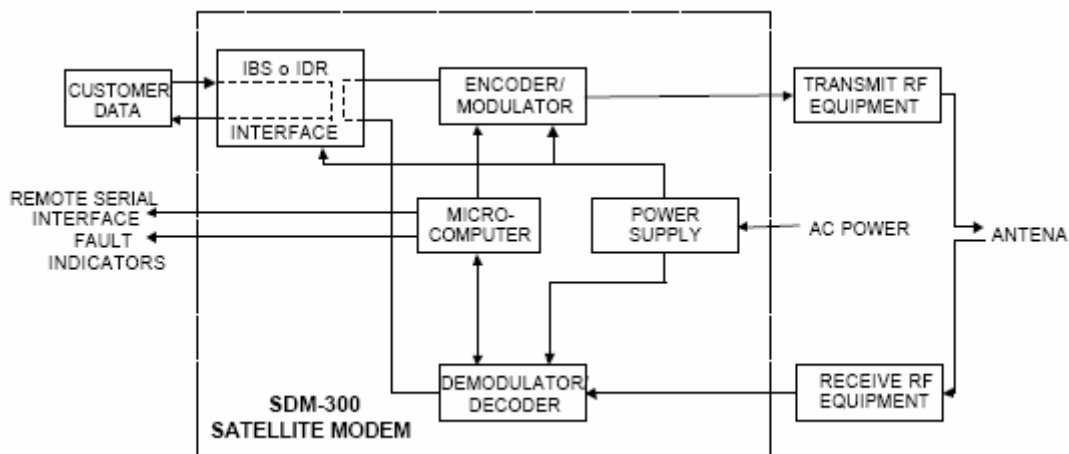 CUSTOMER
DATA
IBS o IDR
INTERFACE
ENCODER/
MODULATOR
TRANSMIT RF
EQUIPMENT
REMOTE SERIAL
INTERFACE
FAULT
INDICATORS
MICRO-
COMPUTER
POWER
SUPPLY
AC POWER
ANTENA
DEMODULATOR/
DECODER
RECEIVE RF
EQUIPMENT
SDM-300
SATELLITE MODEM